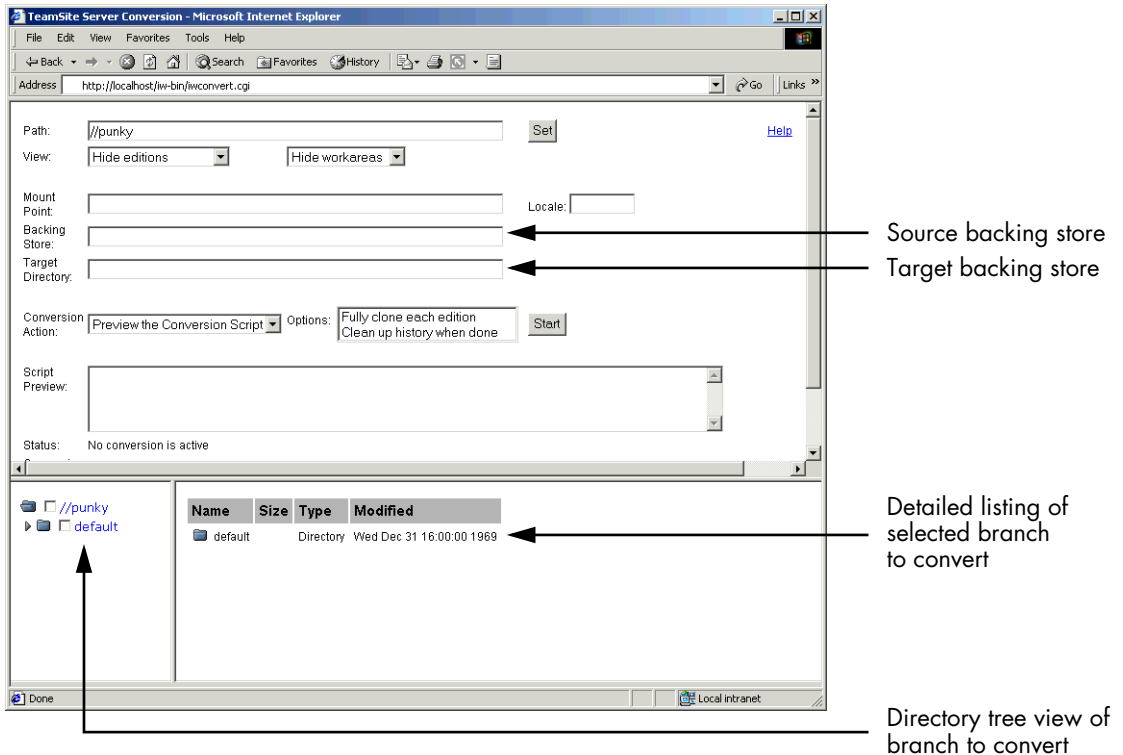 TeamSite Server Conversion - Microsoft Internet Explorer
File Edit View Favorites Tools Help
Back Search Favorites History
Address http://localhost/iw-bin/iwconvert.cgi Go Links »
Path: //punky Set Help
View: Hide editions Hide workareas
Mount
Point:
Locale:
Backing
Store:
Source backing store
Target
Directory:
Target backing store
Conversion
Action:
Preview the Conversion Script
Options:
Fully clone each edition
Clean up history when done
Start
Script
Preview:
Status: No conversion is active
//punky
default
Name Size Type Modified
default Directory Wed Dec 31 16:00:00 1969
Detailed listing of
selected branch
to convert
Done Local intranet
Directory tree view of
branch to convert